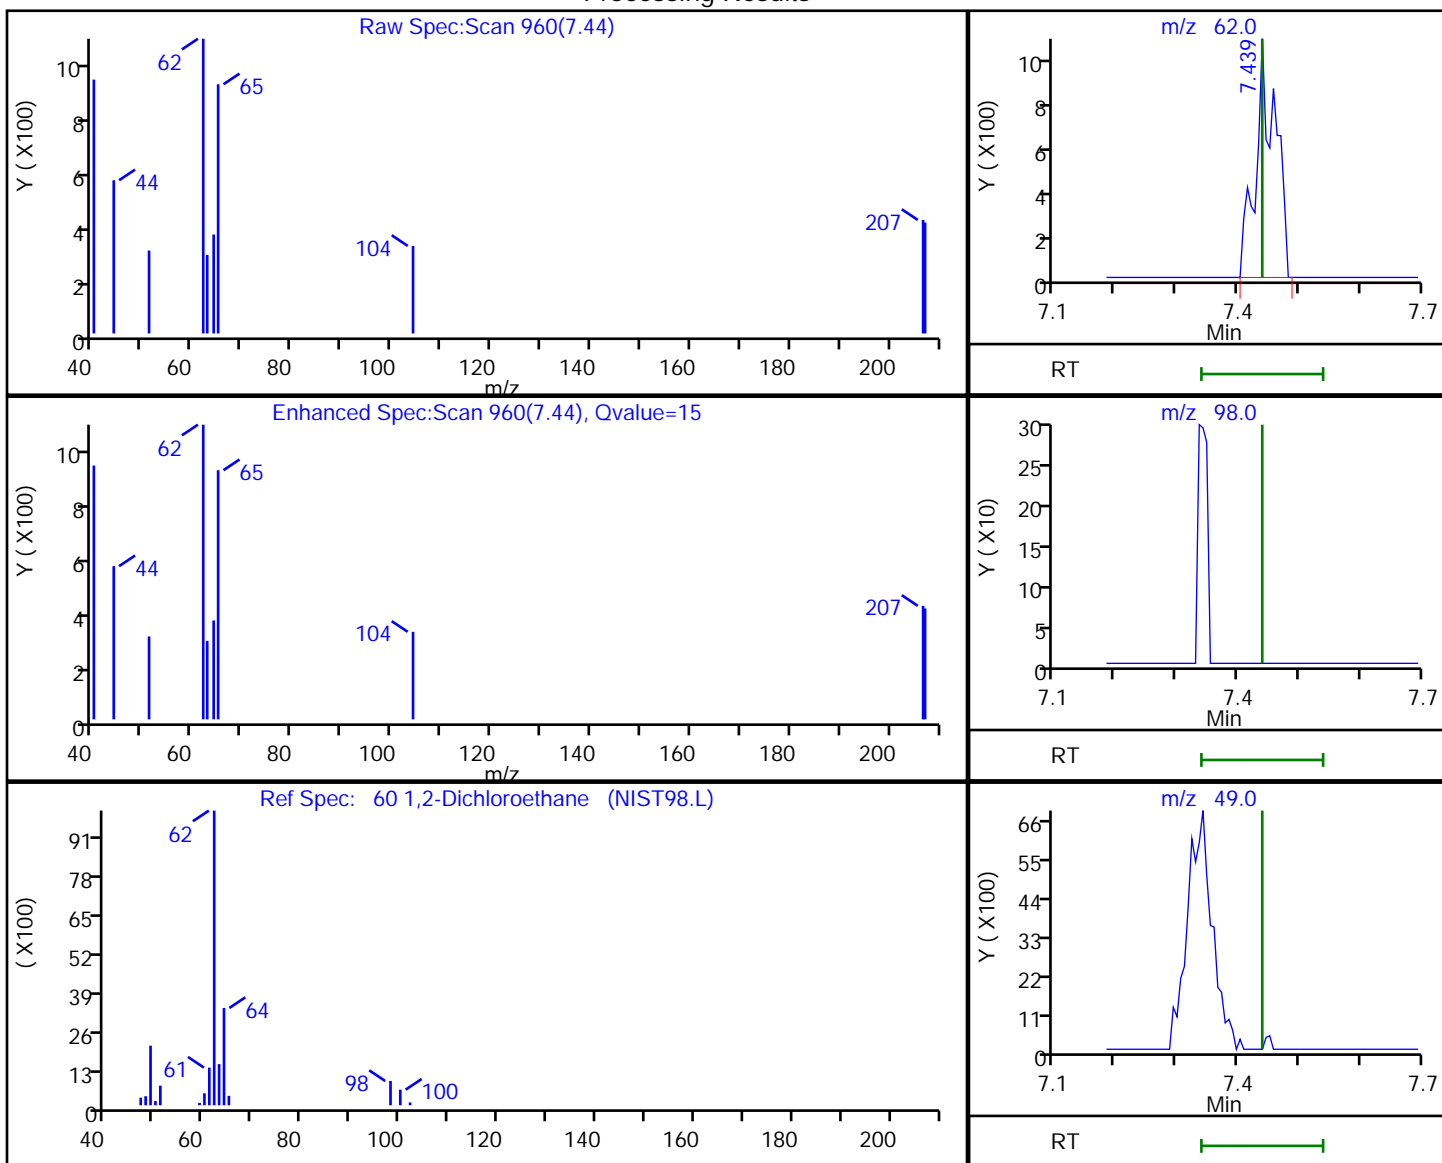 Processing Results
Raw Spec:Scan 960(7.44)
Y ( X100)
10
8
6
4
2
0
62
65
44
104
207
40 60 80 100 120 140 160 180 200
m/z
m/z 62.0
Y ( X100)
10
8
6
4
2
0
7.439
7.1 7.4 7.7
Min
RT
Enhanced Spec:Scan 960(7.44), Qvalue=15
Y ( X100)
10
8
6
4
2
0
62
65
44
104
207
40 60 80 100 120 140 160 180 200
m/z
m/z 98.0
Y ( X10)
30
25
20
15
10
5
0
7.1 7.4 7.7
Min
RT
Ref Spec: 60 1,2-Dichloroethane (NIST98.L)
( X100)
91
78
65
52
39
26
13
0
62
64
61
98
100
40 60 80 100 120 140 160 180 200
m/z 49.0
Y ( X100)
66
55
44
33
22
11
0
7.1 7.4 7.7
Min
RT